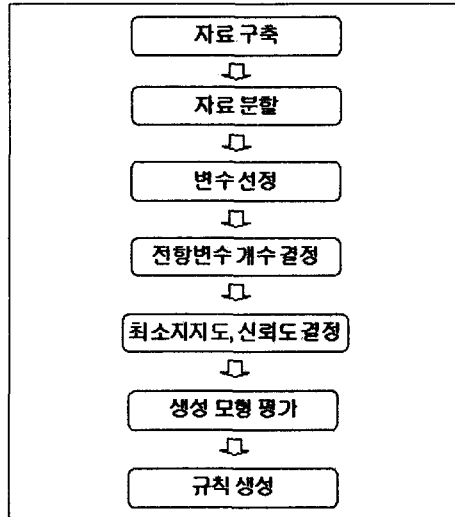 자료 구축
자료 분할
변수 선정
전항변수 개수 결정
최소지지도, 신뢰도 결정
생성 모형 평가
규칙 생성